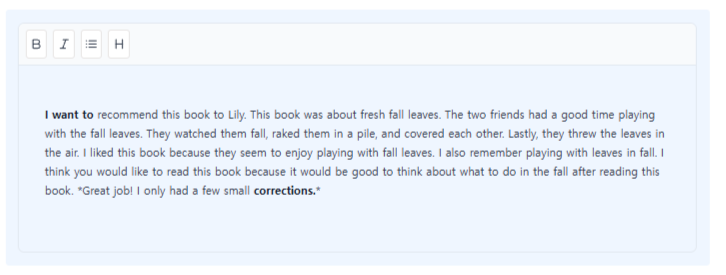 B I H
I want to recommend this book to Lily. This book was about fresh fall leaves. The two friends had a good time playing
with the fall leaves. They watched them fall, raked them in a pile, and covered each other. Lastly, they threw the leaves in
the air. I liked this book because they seem to enjoy playing with fall leaves. I also remember playing with leaves in fall. I
think you would like to read this book because it would be good to think about what to do in the fall after reading this
book. *Great job! I only had a few small corrections.*